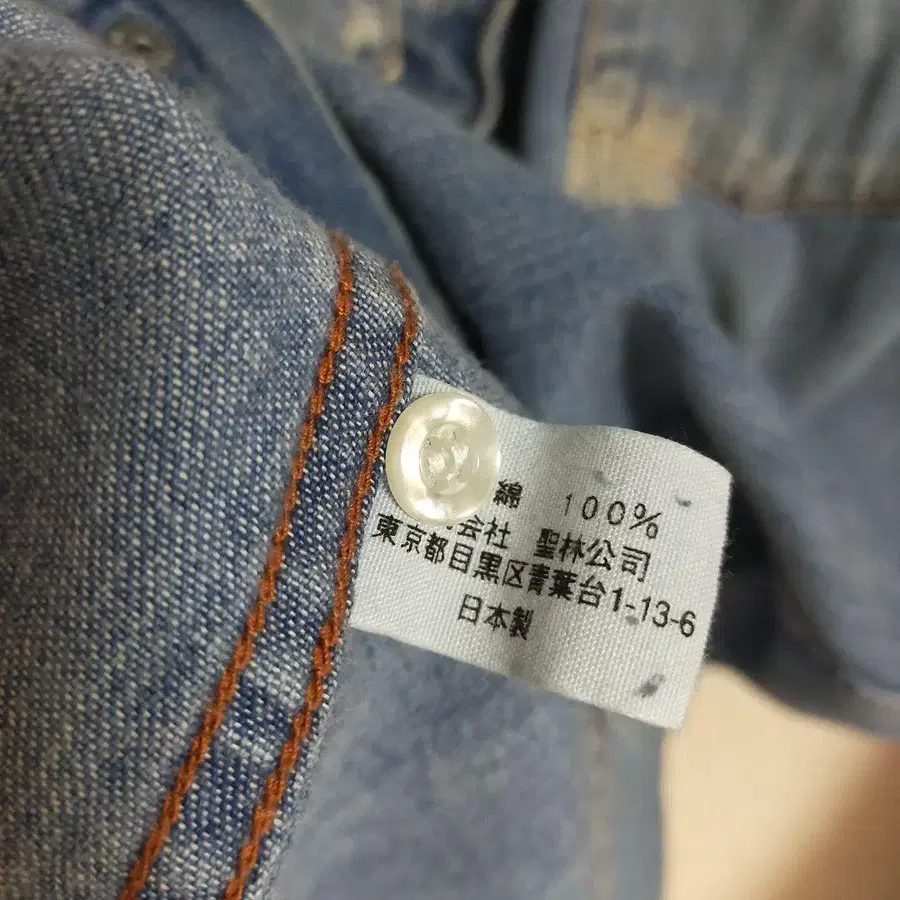 綿 100%
会社 聖林公司
東京都目黒区青葉台1-13-6
日本製